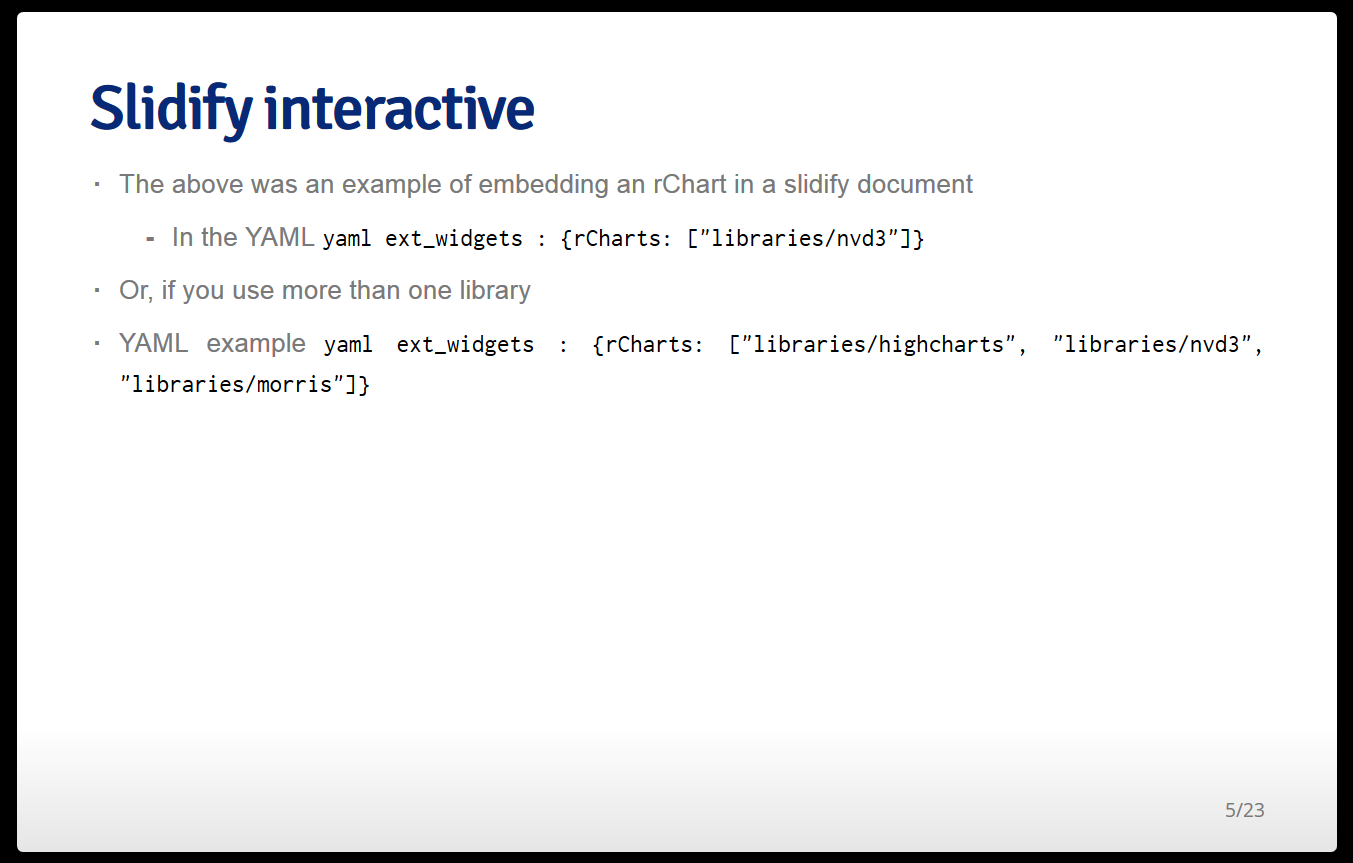 Slidify interactive
· The above was an example of embedding an rChart in a slidify document
- In the YAML yaml ext_widgets : {rCharts: ["libraries/nvd3"]}
· Or, if you use more than one library
· YAML example yaml ext_widgets : {rCharts: ["libraries/highcharts", "libraries/nvd3",
"libraries/morris"]}
5/23